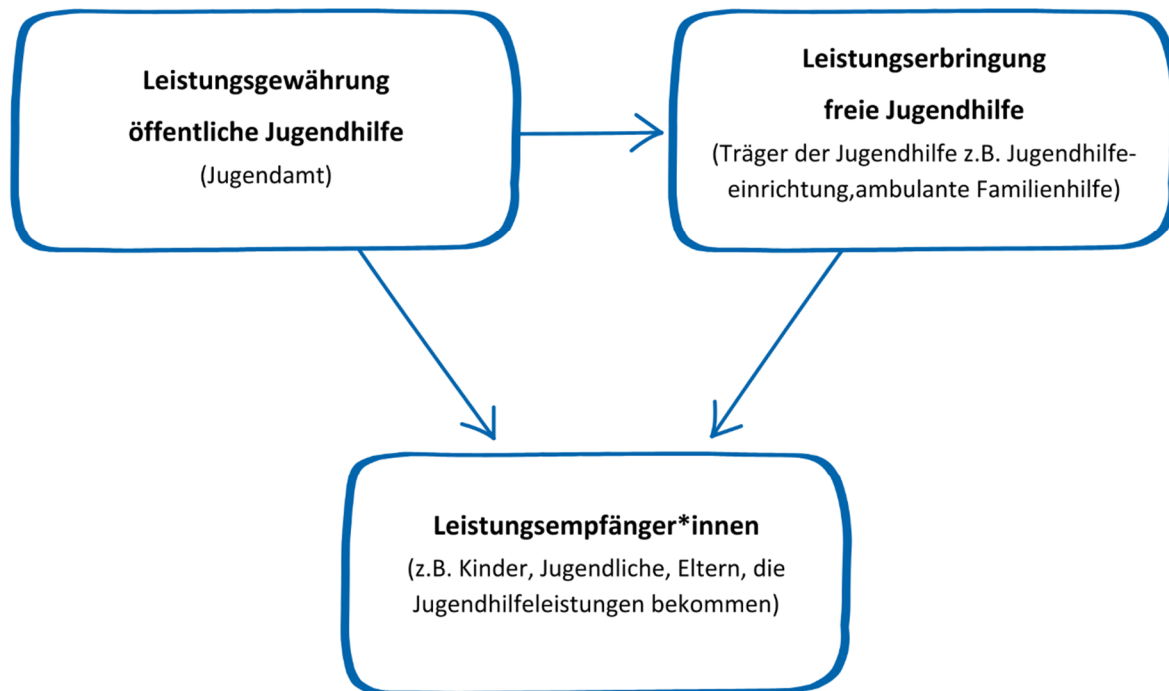 Leistungsgewährung
öffentliche Jugendhilfe
(Jugendamt)
Leistungserbringung
freie Jugendhilfe
(Träger der Jugendhilfe z.B. Jugendhilfe-
einrichtung,ambulante Familienhilfe)
Leistungsempfänger*innen
(z.B. Kinder, Jugendliche, Eltern, die
Jugendhilfeleistungen bekommen)